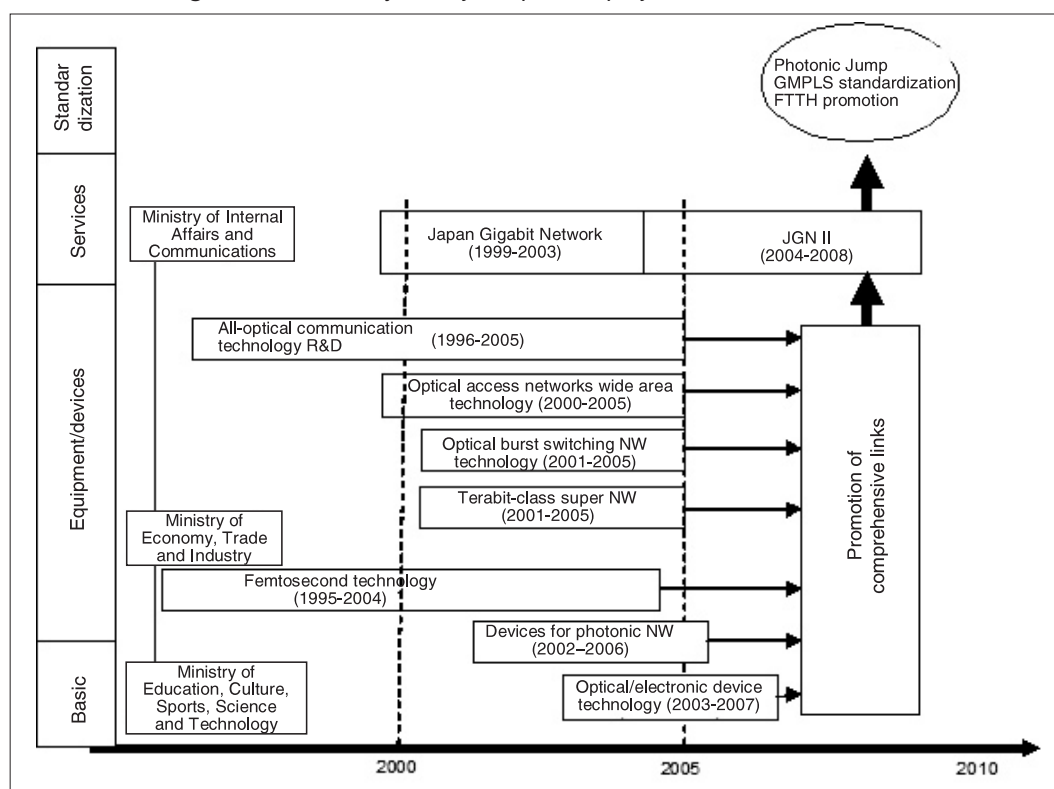 Standar
dization
Photonic Jump
GMPLS standardization
FTTH promotion
Services
Ministry of Internal
Affairs and
Communications
Japan Gigabit Network
(1999-2003)
JGN II
(2004-2008)
Equipment/devices
All-optical communication
technology R&D
(1996-2005)
Optical access networks wide area
technology (2000-2005)
Optical burst switching NW
technology (2001-2005)
Terabit-class super NW
(2001-2005)
Ministry of
Economy, Trade
and Industry
Femtosecond technology
(1995-2004)
Devices for photonic NW
(2002–2006)
Promotion of
comprehensive links
Basic
Ministry of
Education, Culture,
Sports, Science
and Technology
Optical/electronic device
technology (2003-2007)
2000
2005
2010